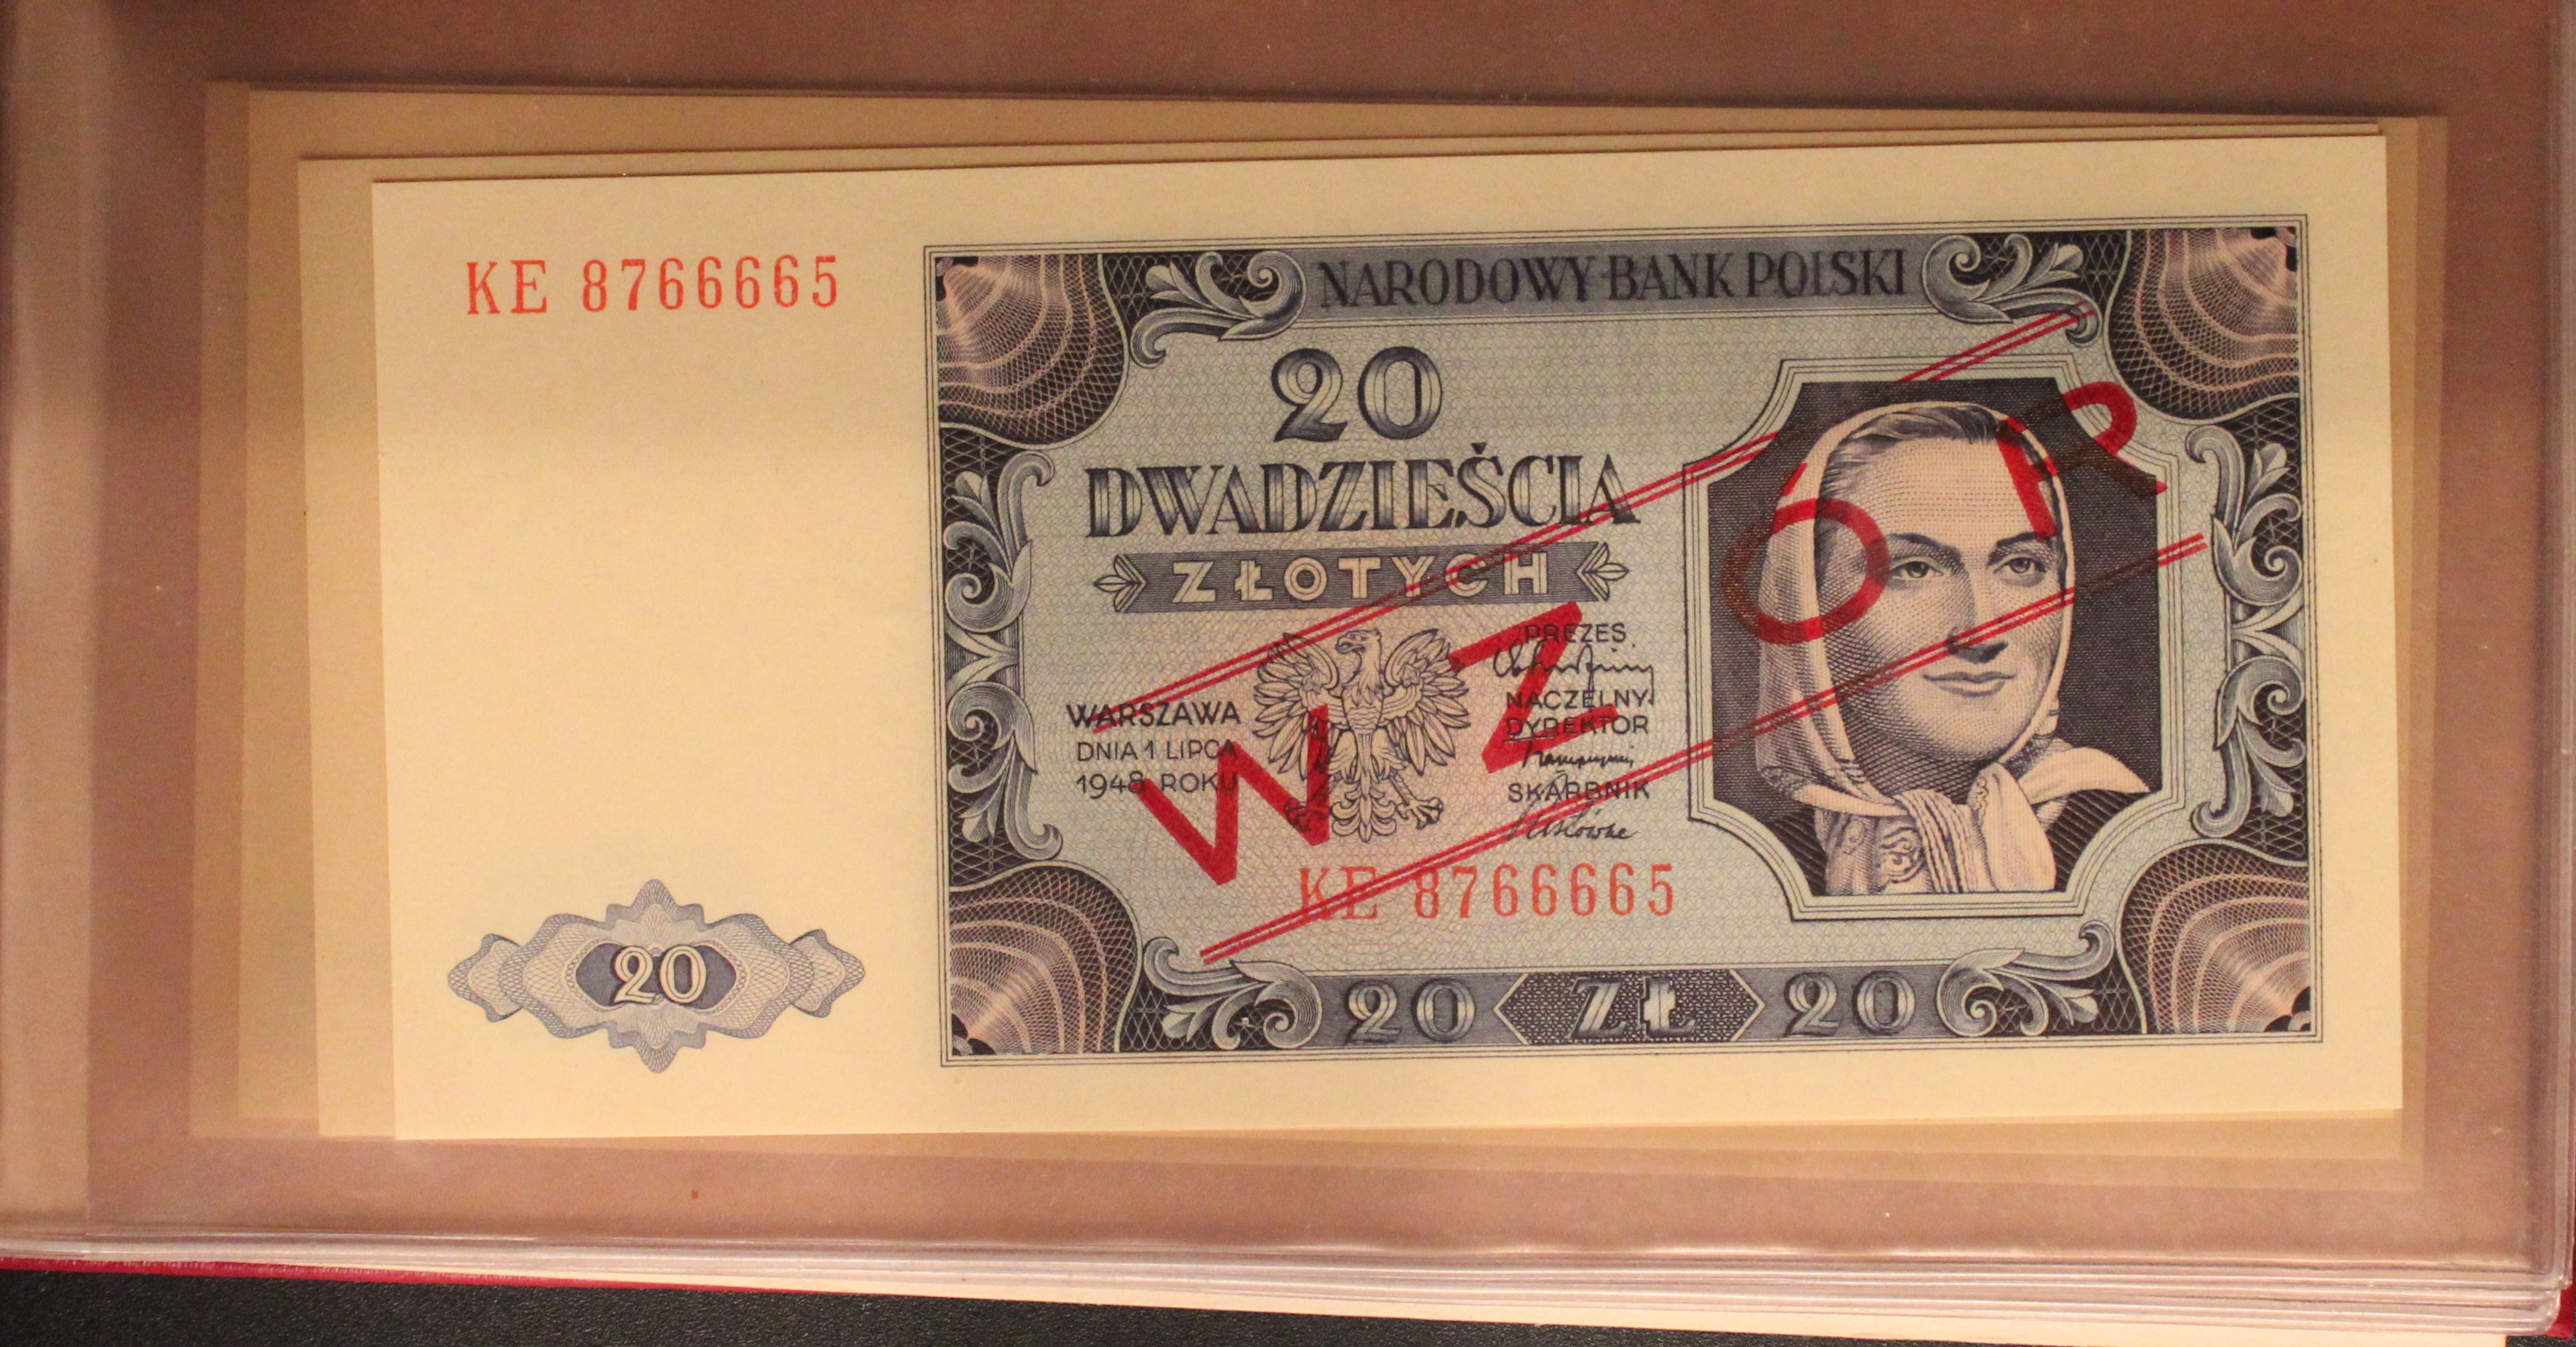 KE 8766665
NARODOWY BANK POLSKI
20
DWADZIEŚCIA
ZŁOTYCH
WARSZAWA
DNIA 1 LIPCA
1948 ROKU
PREZES
NACZELNY
DYREKTOR
SKARBNIK
WZÓR
KE 8766665
20
20 ZŁ 20